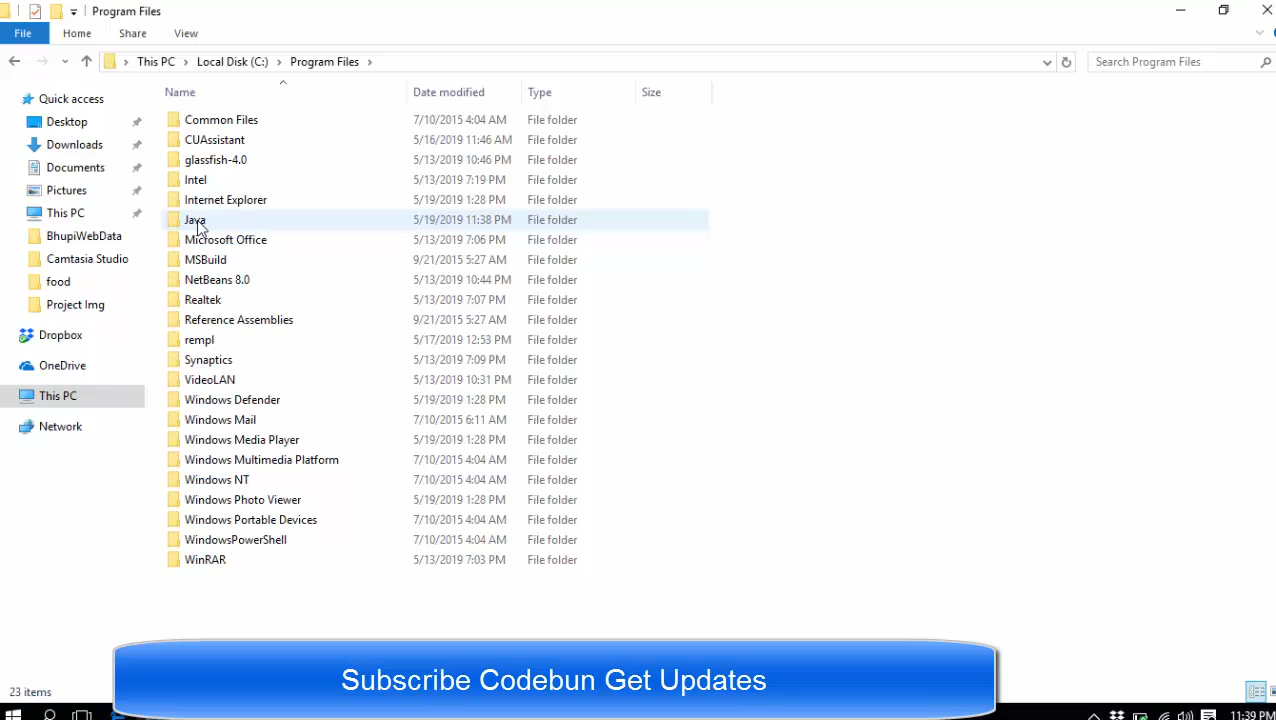 Program Files
File Home Share View
This PC Local Disk (C:) Program Files Search Program Files
Name Date modified Type Size
Quick access
Desktop
Downloads
Documents
Pictures
This PC
BhupiWebData
Camtasia Studio
food
Project Img
Dropbox
OneDrive
This PC
Network
Common Files 7/10/2015 4:04 AM File folder
CUAssistant 5/16/2019 11:46 AM File folder
glassfish-4.0 5/13/2019 10:46 PM File folder
Intel 5/13/2019 7:19 PM File folder
Internet Explorer 5/19/2019 1:28 PM File folder
Java 5/19/2019 11:38 PM File folder
Microsoft Office 5/13/2019 7:06 PM File folder
MSBuild 9/21/2015 5:27 AM File folder
NetBeans 8.0 5/13/2019 10:44 PM File folder
Realtek 5/13/2019 7:07 PM File folder
Reference Assemblies 9/21/2015 5:27 AM File folder
rempl 5/17/2019 12:53 PM File folder
Synaptics 5/13/2019 7:09 PM File folder
VideoLAN 5/13/2019 10:31 PM File folder
Windows Defender 5/19/2019 1:28 PM File folder
Windows Mail 7/10/2015 6:11 AM File folder
Windows Media Player 5/19/2019 1:28 PM File folder
Windows Multimedia Platform 7/10/2015 4:04 AM File folder
Windows NT 7/10/2015 4:04 AM File folder
Windows Photo Viewer 5/19/2019 1:28 PM File folder
Windows Portable Devices 7/10/2015 4:04 AM File folder
WindowsPowerShell 7/10/2015 4:04 AM File folder
WinRAR 5/13/2019 7:03 PM File folder
Subscribe Codebun Get Updates
23 items
11:39 PM